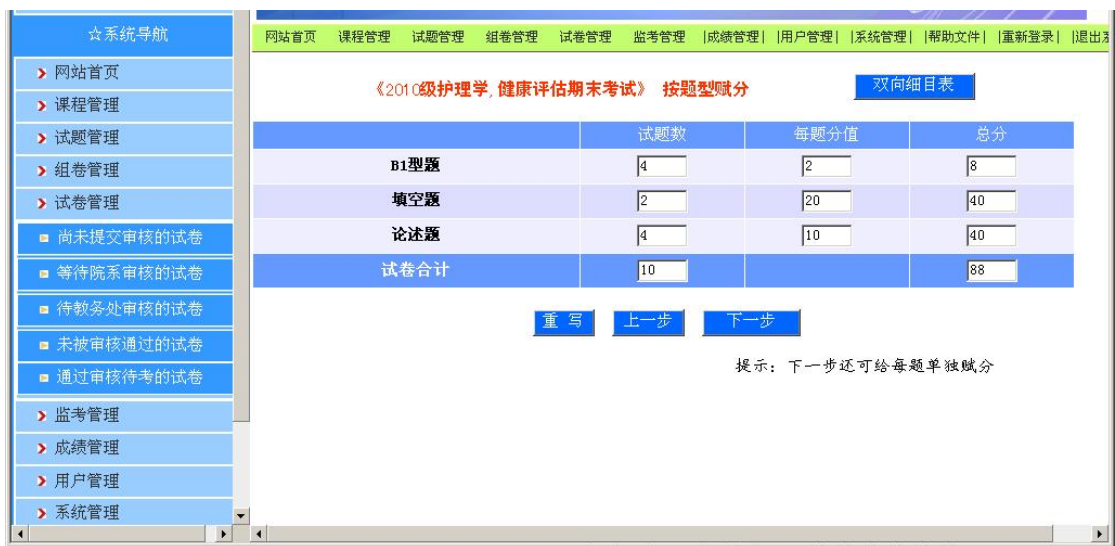 ☆系统导航
网站首页 课程管理 试题管理 组卷管理 试卷管理 监考管理 |成绩管理| |用户管理| |系统管理| |帮助文件| |重新登录| |退出
网站首页
课程管理
试题管理
组卷管理
试卷管理
尚未提交审核的试卷
等待院系审核的试卷
待教务处审核的试卷
未被审核通过的试卷
通过审核待考的试卷
监考管理
成绩管理
用户管理
系统管理
《2010级护理学,健康评估期末考试》 按题型赋分 双向细目表
试题数 每题分值 总分
B1型题 4 2 8
填空题 2 20 40
论述题 4 10 40
试卷合计 10 88
重 写 上一步 下一步
提示：下一步还可给每题单独赋分